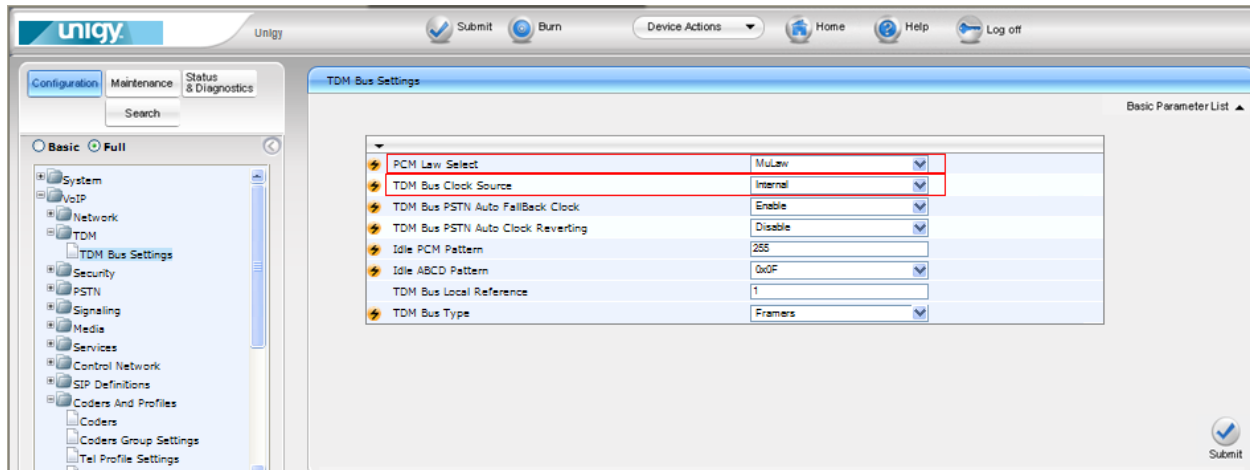 unigy.
Unigy
Submit
Burn
Device Actions
Home
Help
Log off
Configuration
Maintenance
Status
& Diagnostics
Search
Basic
Full
System
VoIP
Network
TDM
TDM Bus Settings
Security
PSTN
Signaling
Media
Services
Control Network
SIP Definitions
Coders And Profiles
Coders
Coders Group Settings
Tel Profile Settings
TDM Bus Settings
Basic Parameter List
PCM Law Select MuLaw
TDM Bus Clock Source Internal
TDM Bus PSTN Auto FallBack Clock Enable
TDM Bus PSTN Auto Clock Reverting Disable
Idle PCM Pattern 255
Idle ABCD Pattern 0x0F
TDM Bus Local Reference 1
TDM Bus Type Framers
Submit